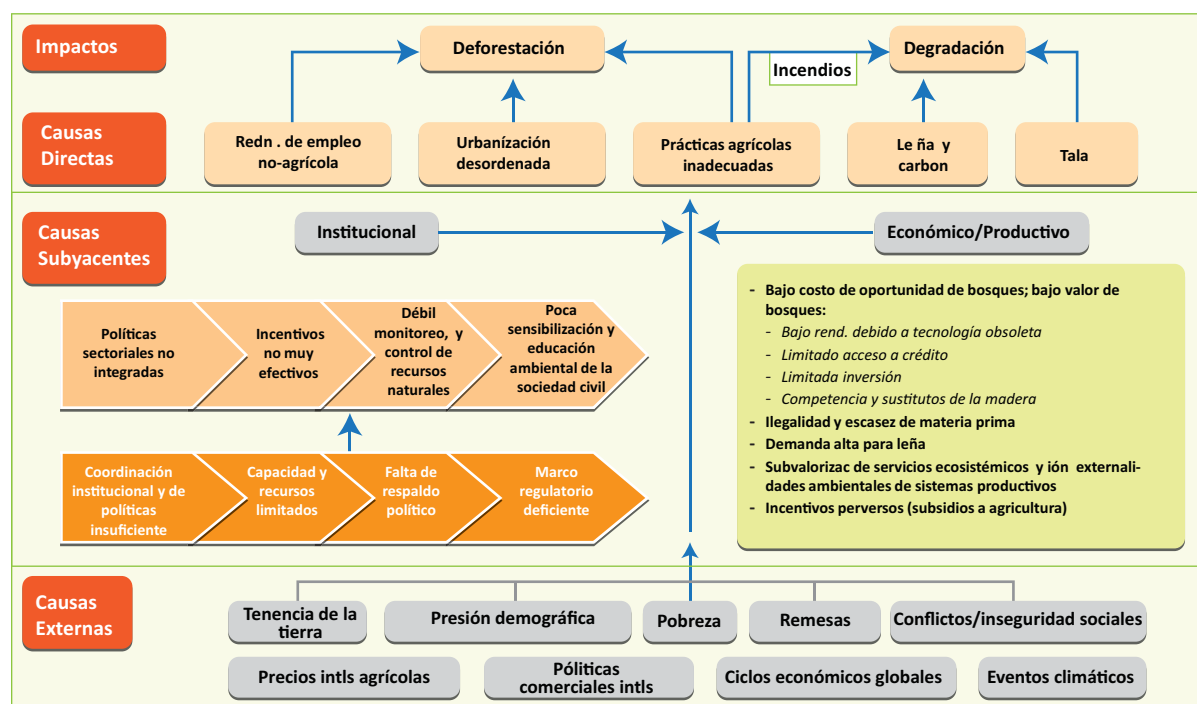 Impactos
Deforestación
Degradación
Incendios
Causas
Directas
Redn . de empleo
no-agrícola
Urbanízación
desordenada
Prácticas agrícolas
inadecuadas
Le ña y
carbon
Tala
Causas
Subyacentes
Institucional
Económico/Productivo
Políticas
sectoriales no
integradas
Incentivos
no muy
efectivos
Débil
monitoreo, y
control de
recursos
naturales
Poca
sensibilización y
educación
ambiental de la
sociedad civil
Coordinación
institucional y de
políticas
insuficiente
Capacidad y
recursos
limitados
Falta de
respaldo
político
Marco
regulatorio
deficiente
- Bajo costo de oportunidad de bosques; bajo valor de
bosques:
- Bajo rend. debido a tecnología obsoleta
- Limitado acceso a crédito
- Limitada inversión
- Competencia y sustitutos de la madera
- Ilegalidad y escasez de materia prima
- Demanda alta para leña
- Subvalorizac de servicios ecosistémicos y ión externali-
dades ambientales de sistemas productivos
- Incentivos perversos (subsidios a agricultura)
Causas
Externas
Tenencia de la
tierra
Presión demográfica
Pobreza
Remesas
Conflictos/inseguridad sociales
Precios intls agrícolas
Póliticas
comerciales intls
Ciclos económicos globales
Eventos climáticos